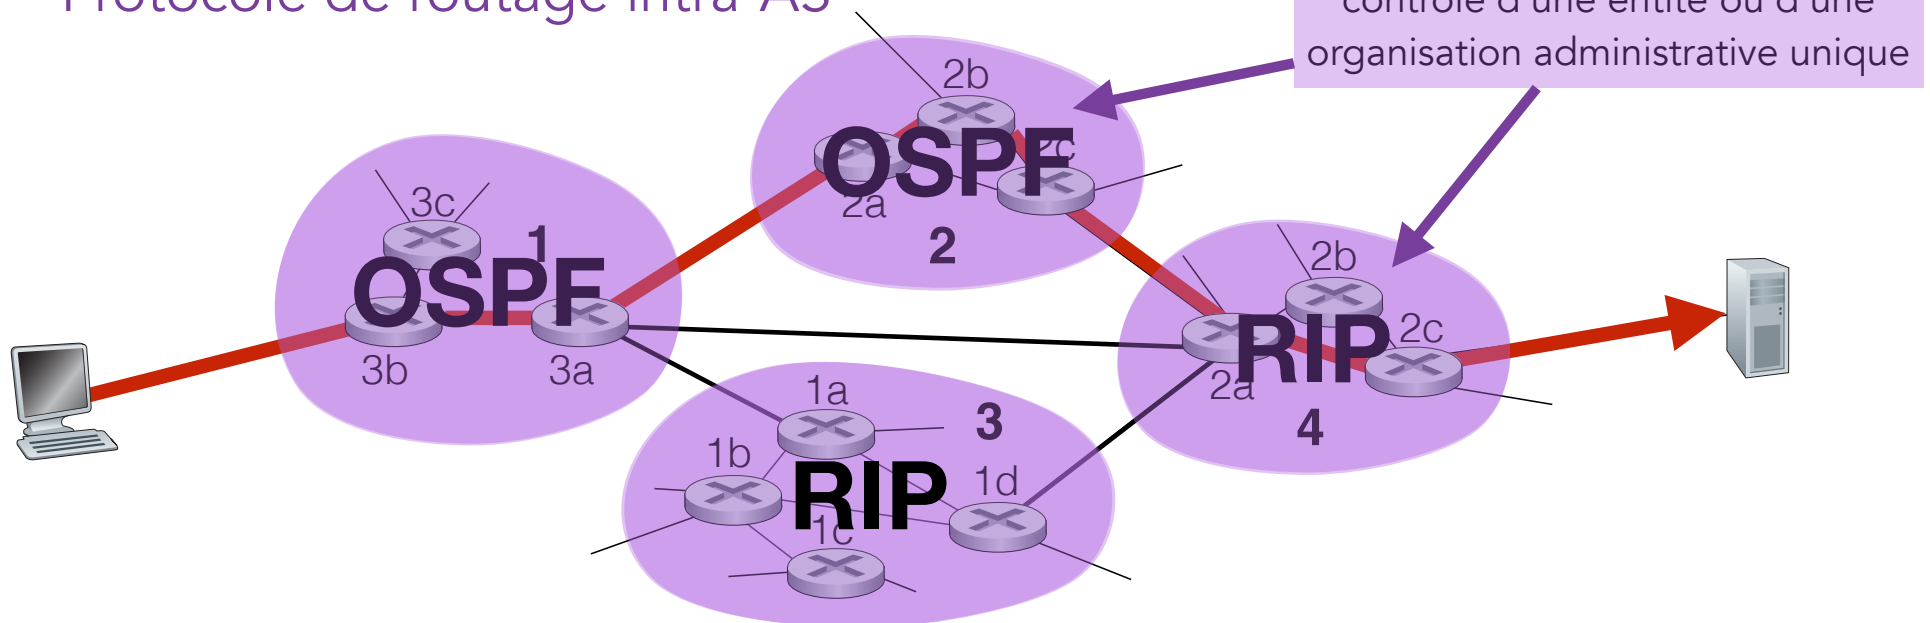 Protocole de routage intra-AS
contrôle d'une entité ou d'une
organisation administrative unique
2b
OSPF
2c
2a
2
3c
1
OSPF
3b
3a
2b
RIP
2c
2a
4
1a
3
1b
RIP
1d
1c